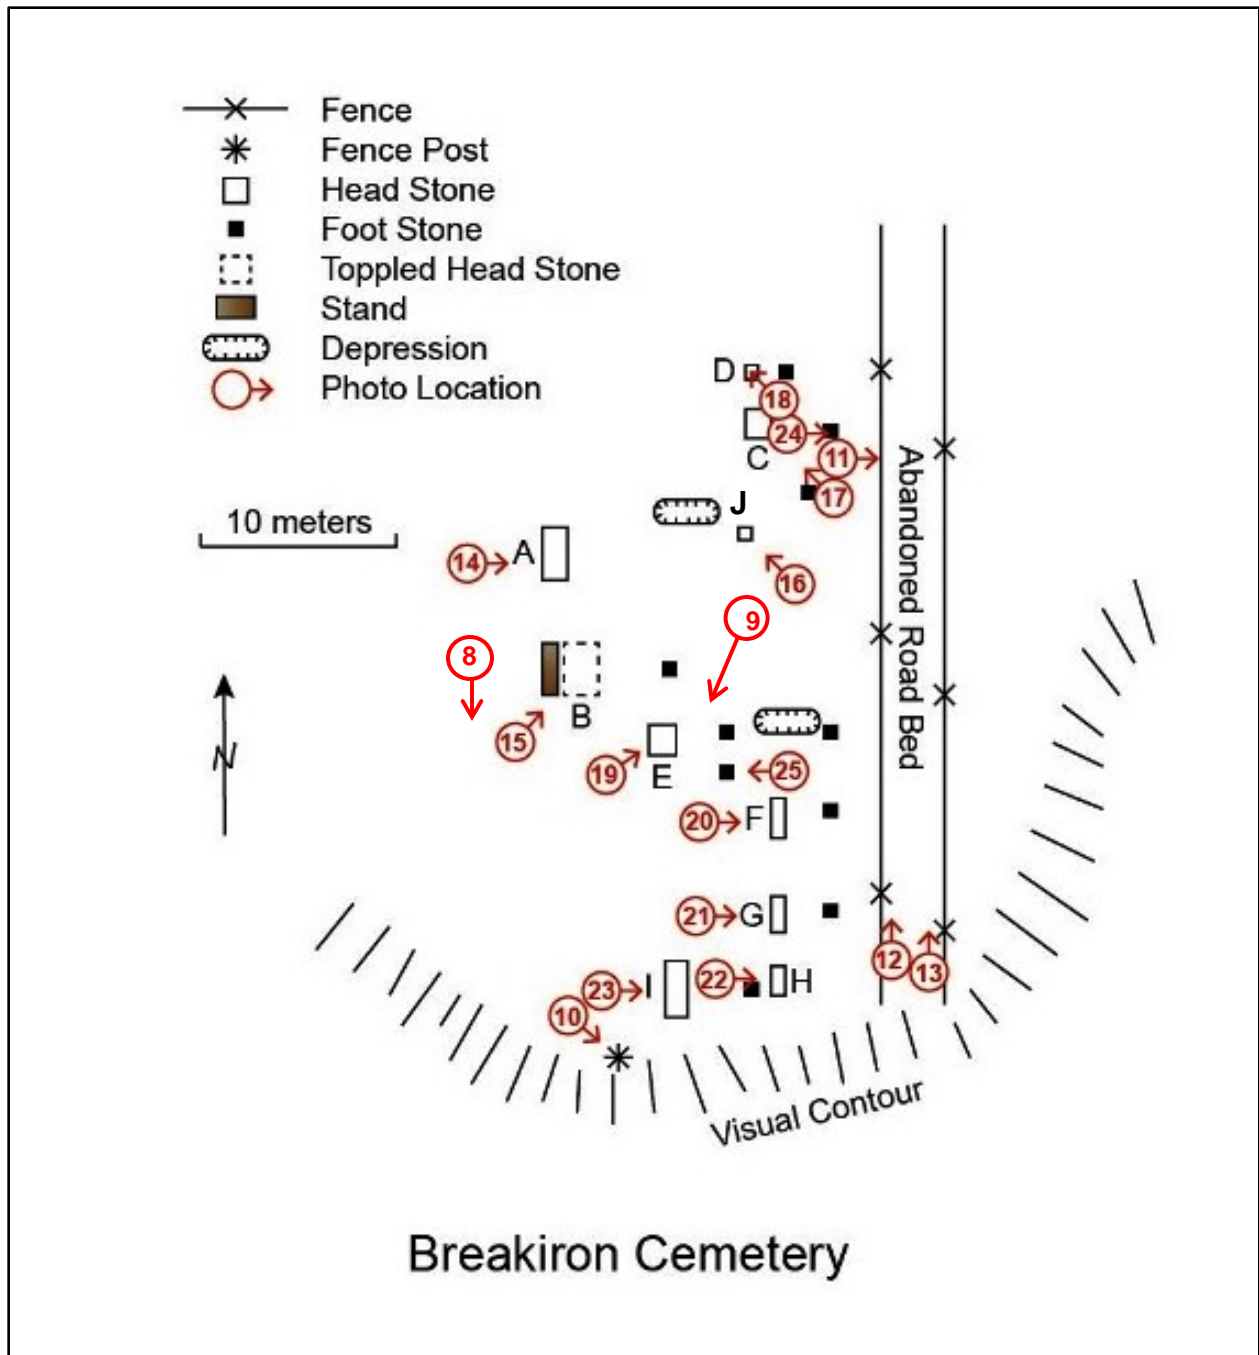 Fence
Fence Post
Head Stone
Foot Stone
Toppled Head Stone
Stand
Depression
Photo Location
D
18
24
C
11
17
J
10 meters
14
A
16
9
8
B
15
19
E
25
20
F
21
G
12
13
23
I
22
H
10
N
Abandoned Road Bed
Visual Contour
Breakiron Cemetery